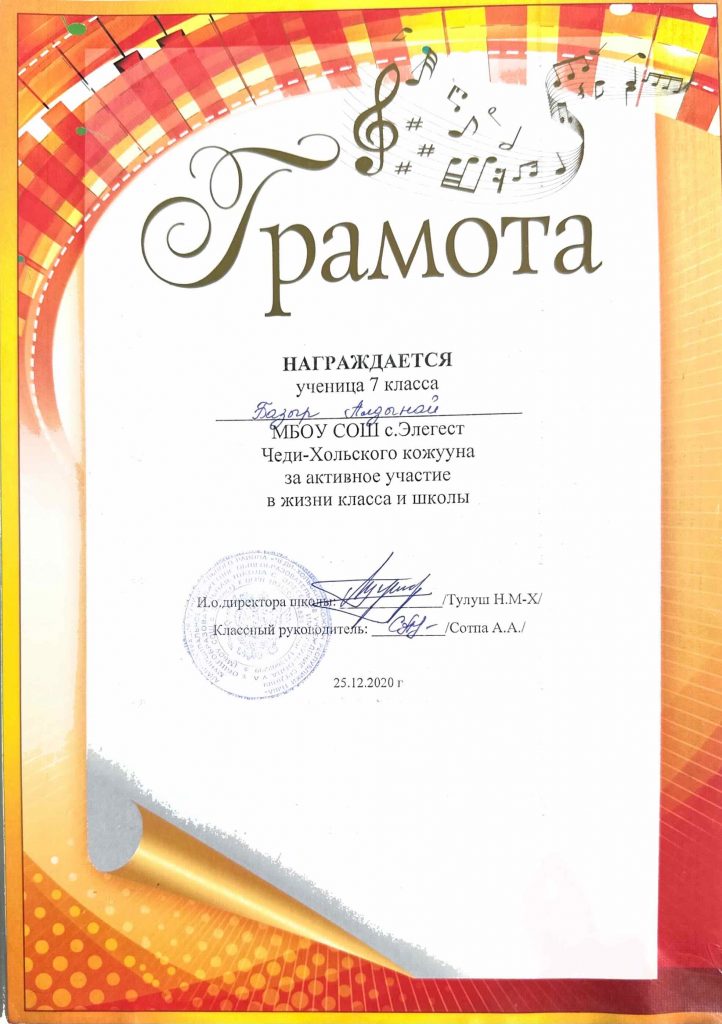 Грамота
НАГРАЖДАЕТСЯ
ученица 7 класса
Базыр Алдынай
МБОУ СОШ с.Элегест
Чеди-Хольского кожууна
за активное участие
в жизни класса и школы
И.о.директора школы: /Тулуш Н.М-Х/
Классный руководитель: /Сотпа А.А./
25.12.2020 г